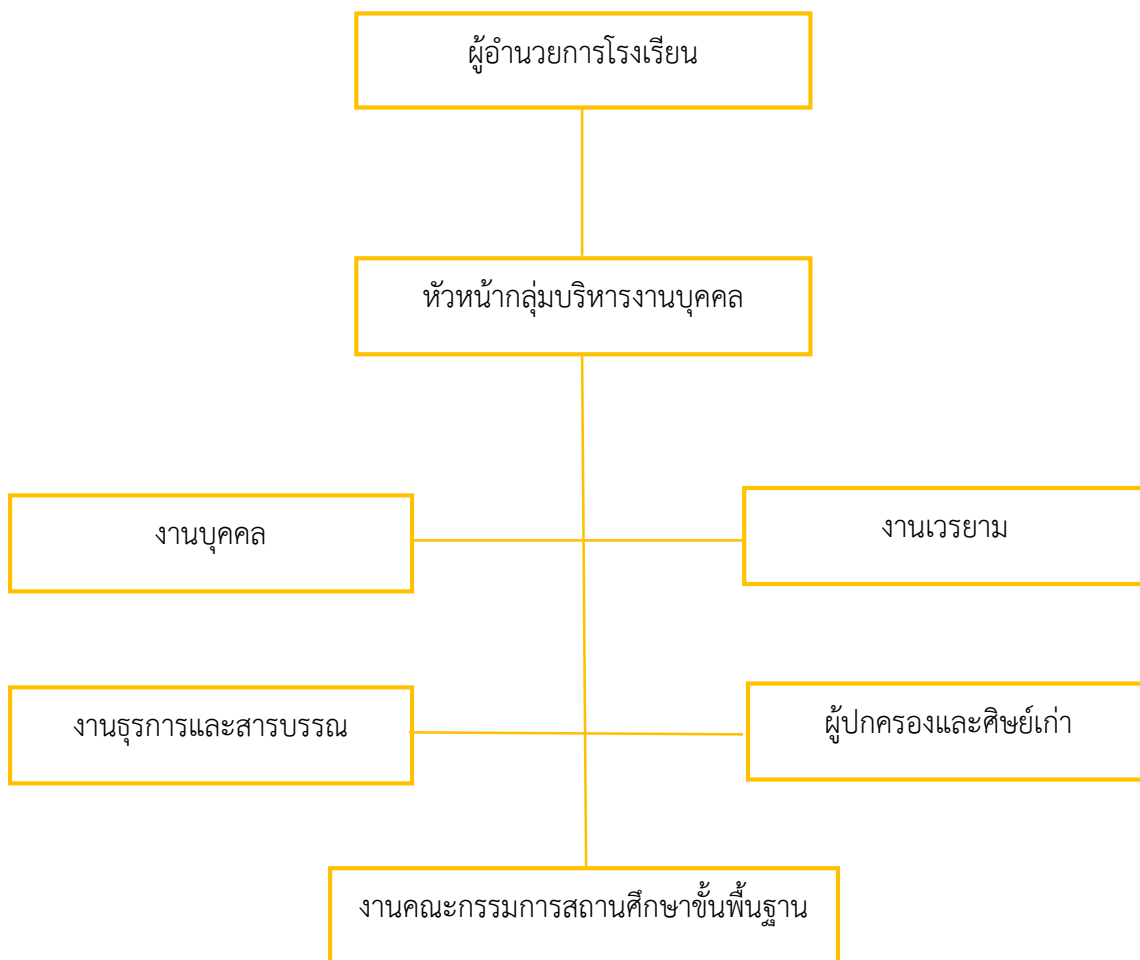 ผู้อำนวยการโรงเรียน
หัวหน้ากลุ่มบริหารงานบุคคล
งานบุคคล
งานเวรยาม
งานธุรการและสารบรรณ
ผู้ปกครองและศิษย์เก่า
งานคณะกรรมการสถานศึกษาขั้นพื้นฐาน